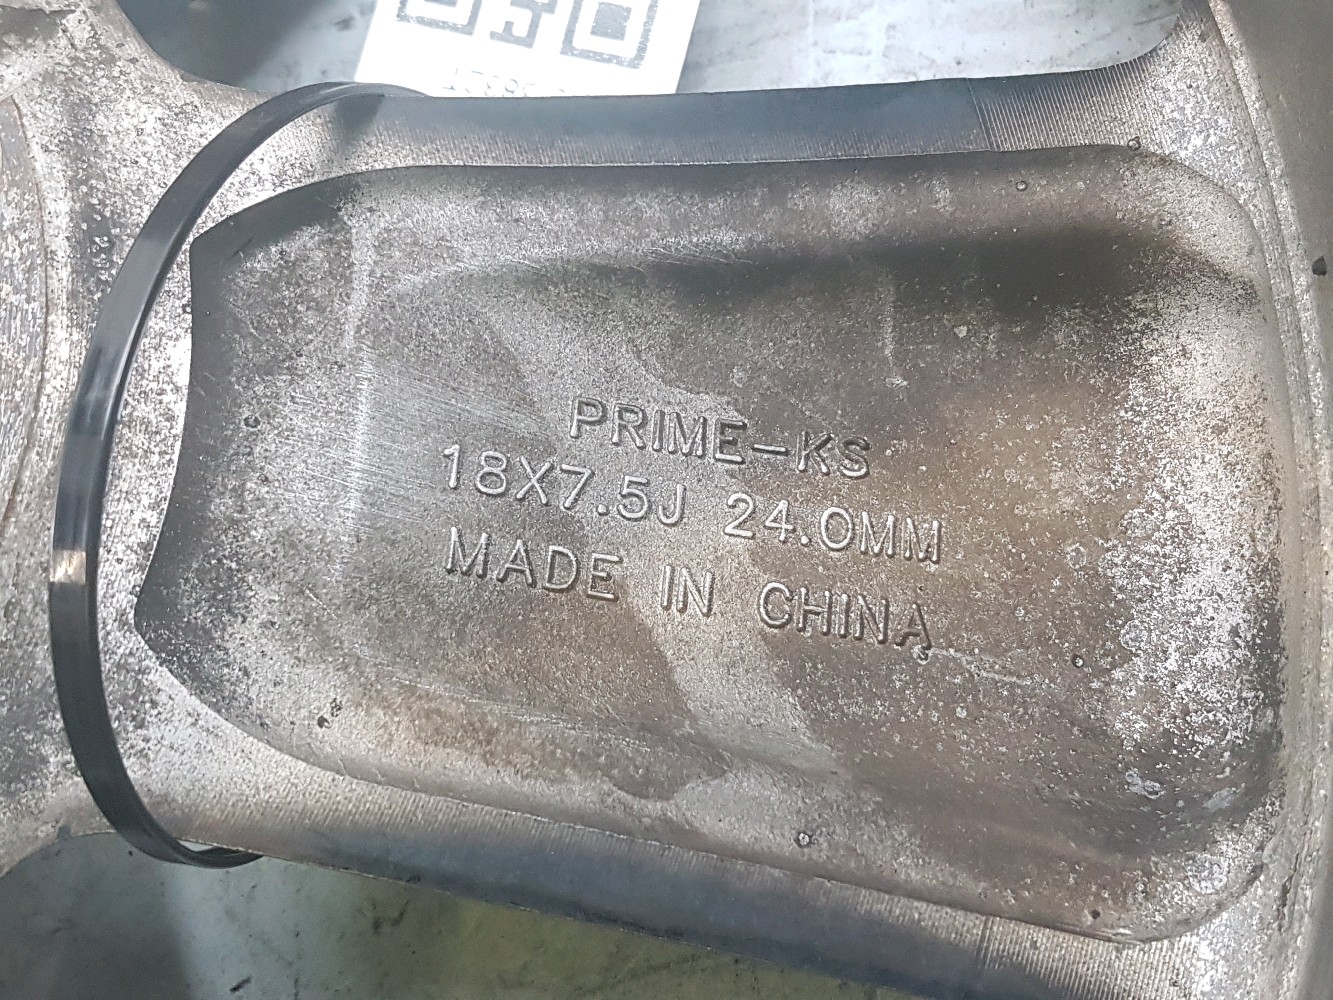 PRIME-KS
18X7.5J 24.0MM
MADE IN CHINA